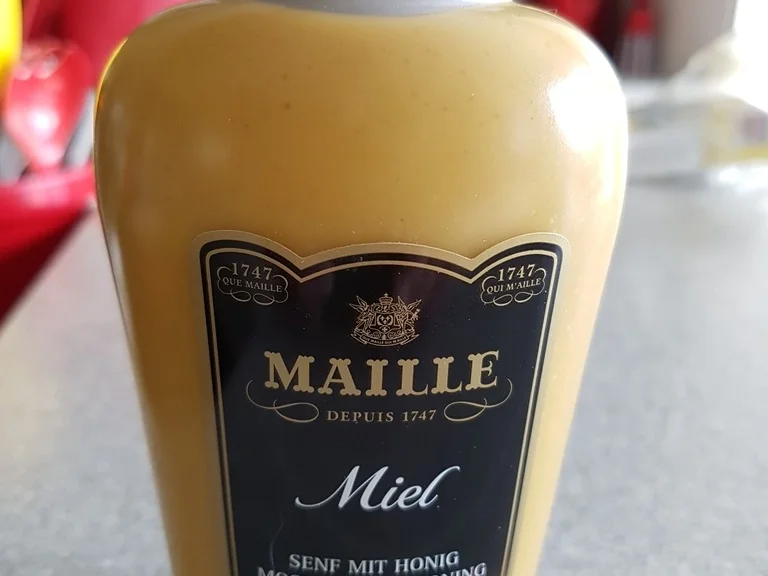 1747
QUE MAILLE
1747
QUI M'AILLE
MAILLE
DEPUIS 1747
Miel
SENF MIT HONIG